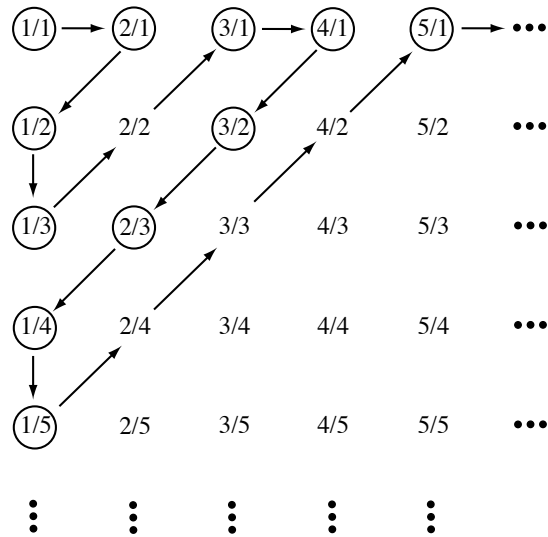 1/1 2/1 3/1 4/1 5/1 •••
1/2 2/2 3/2 4/2 5/2 •••
1/3 2/3 3/3 4/3 5/3 •••
1/4 2/4 3/4 4/4 5/4 •••
1/5 2/5 3/5 4/5 5/5 •••